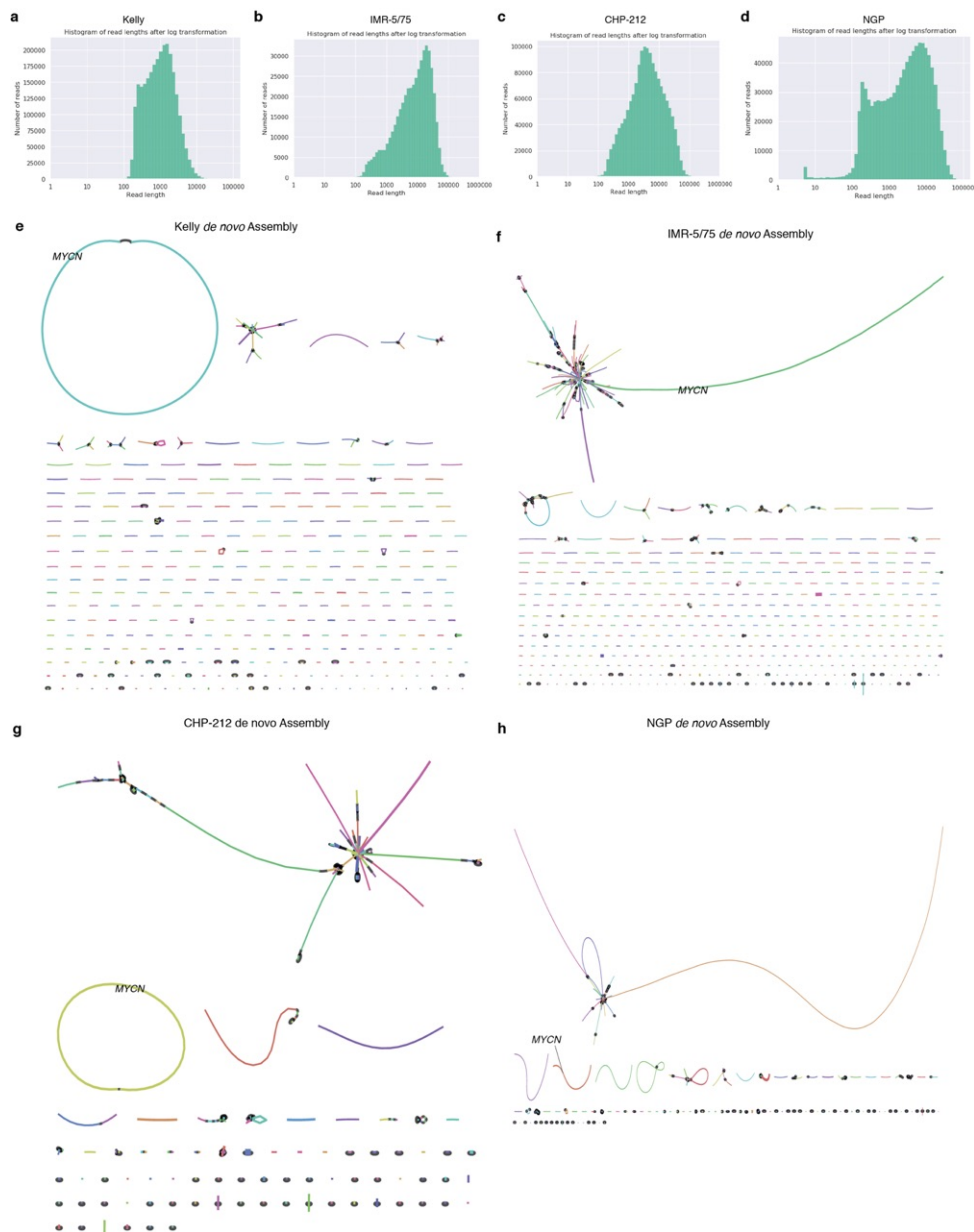 a
Kelly
Histogram of read lengths after log transformation
Number of reads
200000
175000
150000
125000
100000
75000
50000
25000
0
1
10
100
1000
10000
100000
Read length
b
IMR-5/75
Histogram of read lengths after log transformation
Number of reads
30000
25000
20000
15000
10000
5000
0
1
10
100
1000
10000
100000
1000000
Read length
c
CHP-212
Histogram of read lengths after log transformation
Number of reads
100000
80000
60000
40000
20000
0
1
10
100
1000
10000
100000
1000000
Read length
d
NGP
Histogram of read lengths after log transformation
Number of reads
40000
30000
20000
10000
0
1
10
100
1000
10000
100000
Read length
e
Kelly de novo Assembly
MYCN
f
IMR-5/75 de novo Assembly
MYCN
g
CHP-212 de novo Assembly
MYCN
h
NGP de novo Assembly
MYCN